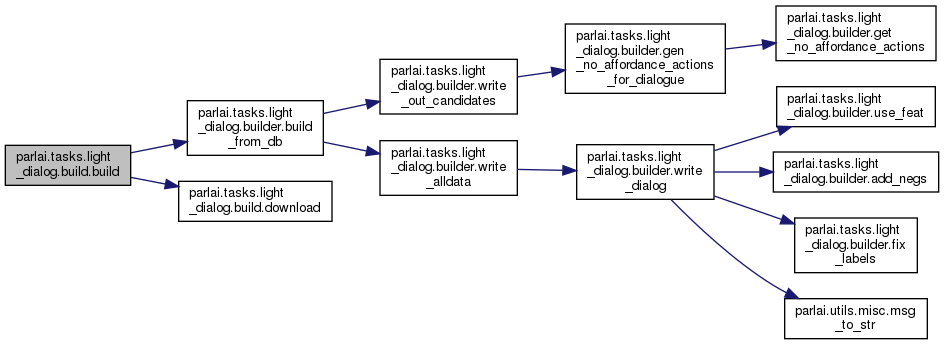 parlai.tasks.light
_dialog.build.build
parlai.tasks.light
_dialog.builder.build
_from_db
parlai.tasks.light
_dialog.build.download
parlai.tasks.light
_dialog.builder.write
_out_candidates
parlai.tasks.light
_dialog.builder.write
_alldata
parlai.tasks.light
_dialog.builder.gen
_no_affordance_actions
_for_dialogue
parlai.tasks.light
_dialog.builder.write
_dialog
parlai.tasks.light
_dialog.builder.get
_no_affordance_actions
parlai.tasks.light
_dialog.builder.use_feat
parlai.tasks.light
_dialog.builder.add_negs
parlai.tasks.light
_dialog.builder.fix
_labels
parlai.utils.misc.msg
_to_str